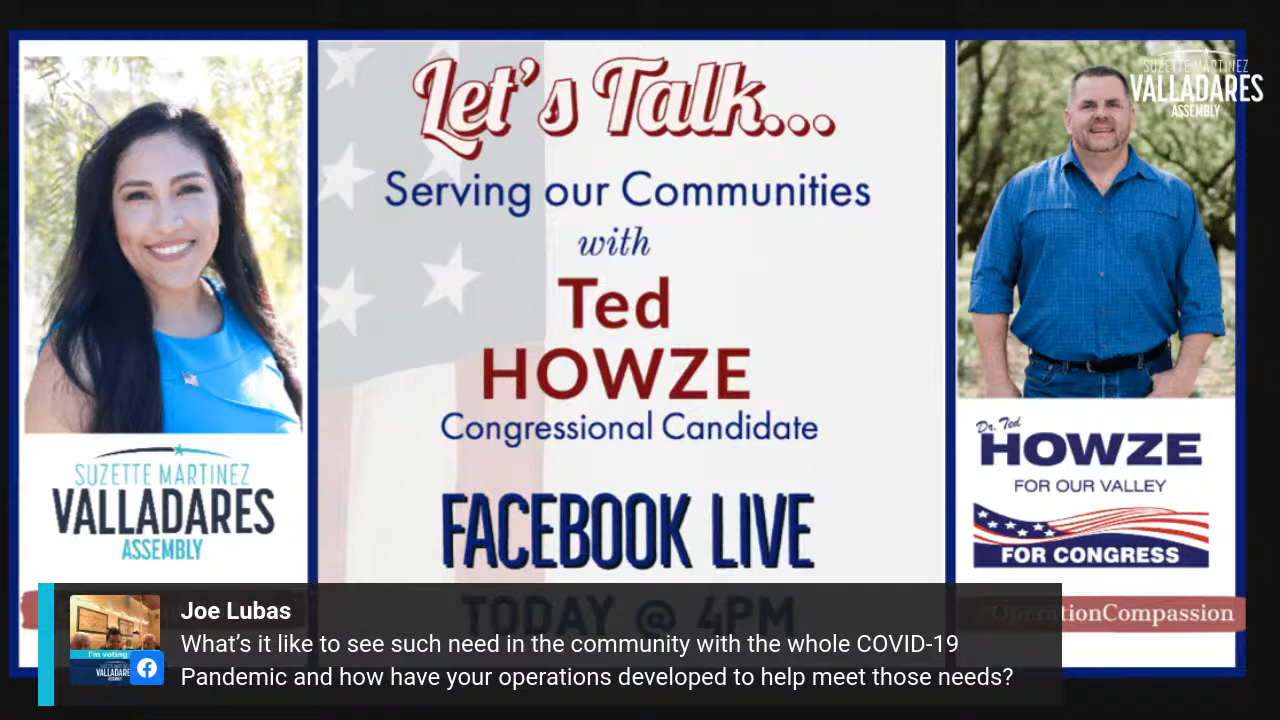 Let's Talk...
Serving our Communities
with
Ted
HOWZE
Congressional Candidate
FACEBOOK LIVE
TODAY @ 4PM
SUZETTE MARTINEZ
VALLADARES
ASSEMBLY
SUZETTE MARTINEZ
VALLADARES
ASSEMBLY
Dr. Ted
HOWZE
FOR OUR VALLEY
FOR CONGRESS
OperationCompassion
Joe Lubas
What's it like to see such need in the community with the whole COVID-19
Pandemic and how have your operations developed to help meet those needs?
I'm voting